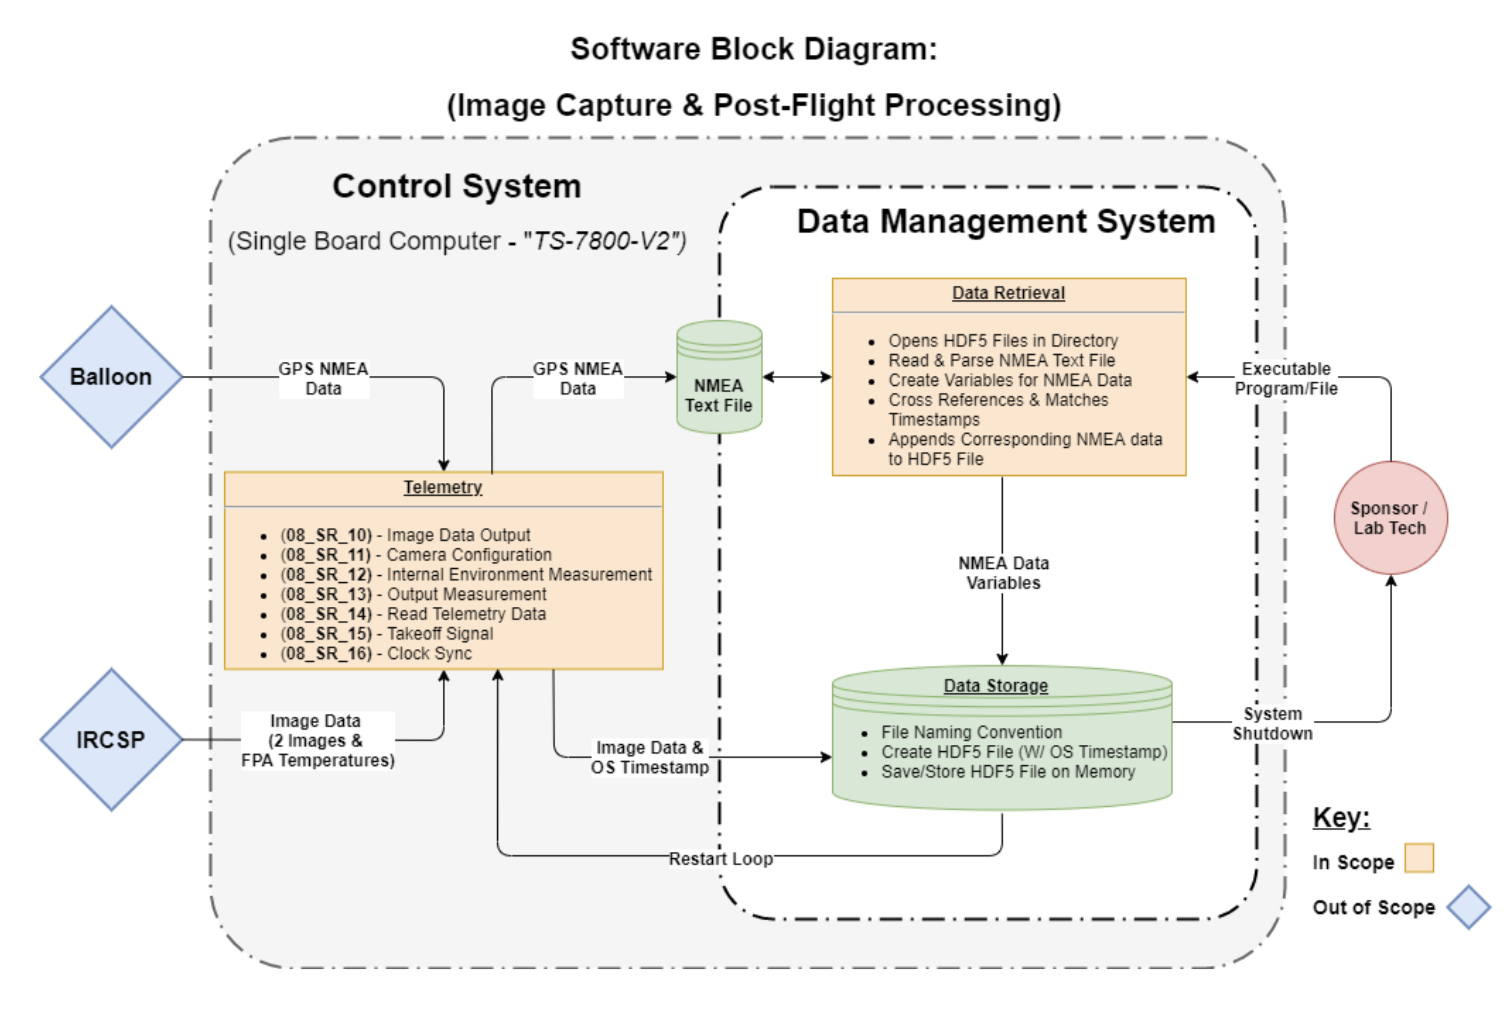 Software Block Diagram:
(Image Capture & Post-Flight Processing)
Control System
(Single Board Computer - "TS-7800-V2")
Data Management System
Balloon
GPS NMEA
Data
GPS NMEA
Data
NMEA
Text File
Data Retrieval
Opens HDF5 Files in Directory
Read & Parse NMEA Text File
Create Variables for NMEA Data
Cross References & Matches
Timestamps
Appends Corresponding NMEA data
to HDF5 File
Executable
Program/File
Sponsor /
Lab Tech
Telemetry
(08_SR_10) - Image Data Output
(08_SR_11) - Camera Configuration
(08_SR_12) - Internal Environment Measurement
(08_SR_13) - Output Measurement
(08_SR_14) - Read Telemetry Data
(08_SR_15) - Takeoff Signal
(08_SR_16) - Clock Sync
NMEA Data
Variables
IRCSP
Image Data
(2 Images &
FPA Temperatures)
Image Data &
OS Timestamp
Data Storage
File Naming Convention
Create HDF5 File (W/ OS Timestamp)
Save/Store HDF5 File on Memory
System
Shutdown
Restart Loop
Key:
In Scope
Out of Scope